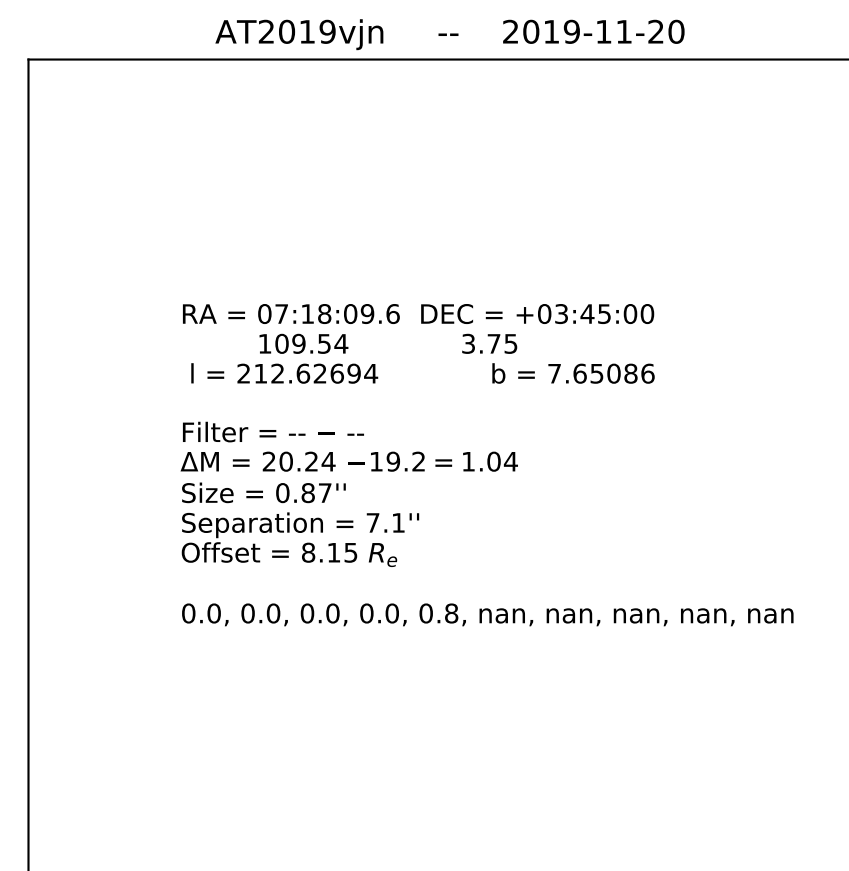 AT2019vjn -- 2019-11-20
RA = 07:18:09.6 DEC = +03:45:00
109.54 3.75
l = 212.62694 b = 7.65086
Filter = -- − --
ΔM = 20.24 −19.2 = 1.04
Size = 0.87''
Separation = 7.1''
Offset = 8.15 Rₑ
0.0, 0.0, 0.0, 0.0, 0.8, nan, nan, nan, nan, nan